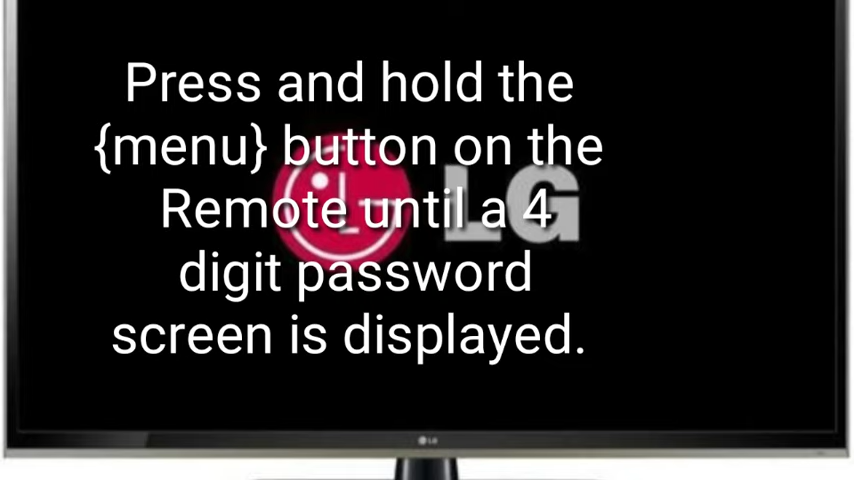 Press and hold the
{menu} button on the
Remote until a 4
digit password
screen is displayed.
LG
LG